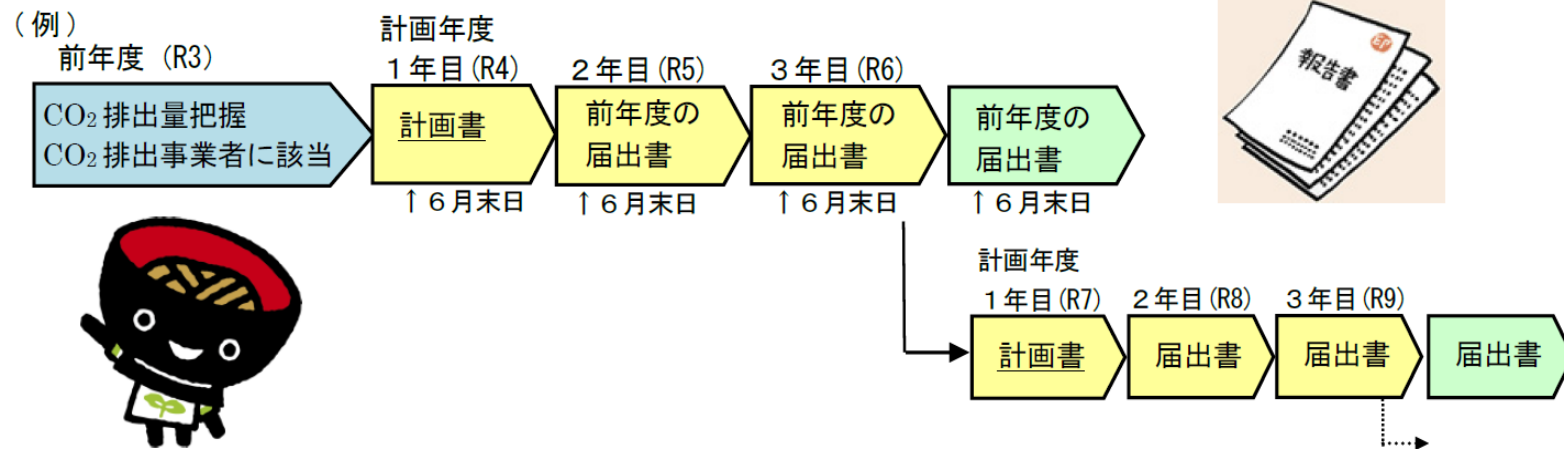 (例)
前年度 (R3)
計画年度
1年目(R4)
2年目(R5)
3年目(R6)
CO₂排出量把握
CO₂排出事業者に該当
計画書
前年度の
届出書
前年度の
届出書
前年度の
届出書
↑6月末日
↑6月末日
↑6月末日
↑6月末日
EP
報告書
計画年度
1年目(R7)
2年目(R8)
3年目(R9)
計画書
届出書
届出書
届出書